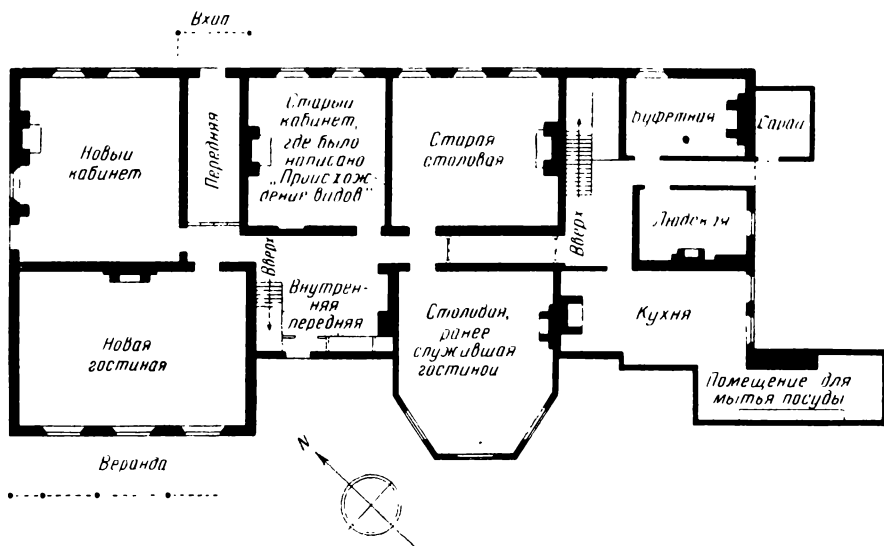 Вхип
Новый
кабинет
Передняя
Старый
кабинет,
где было
написано
„Происхож-
дение видов"
Старая
столовая
Вверх
Буфетная
Сарай
Людская
Вверх
Внутрен-
няя
передняя
Новая
гостиная
Столовая,
ранее
служившая
гостиной
Кухня
Помещение для
мытья посуды
Веранда
N